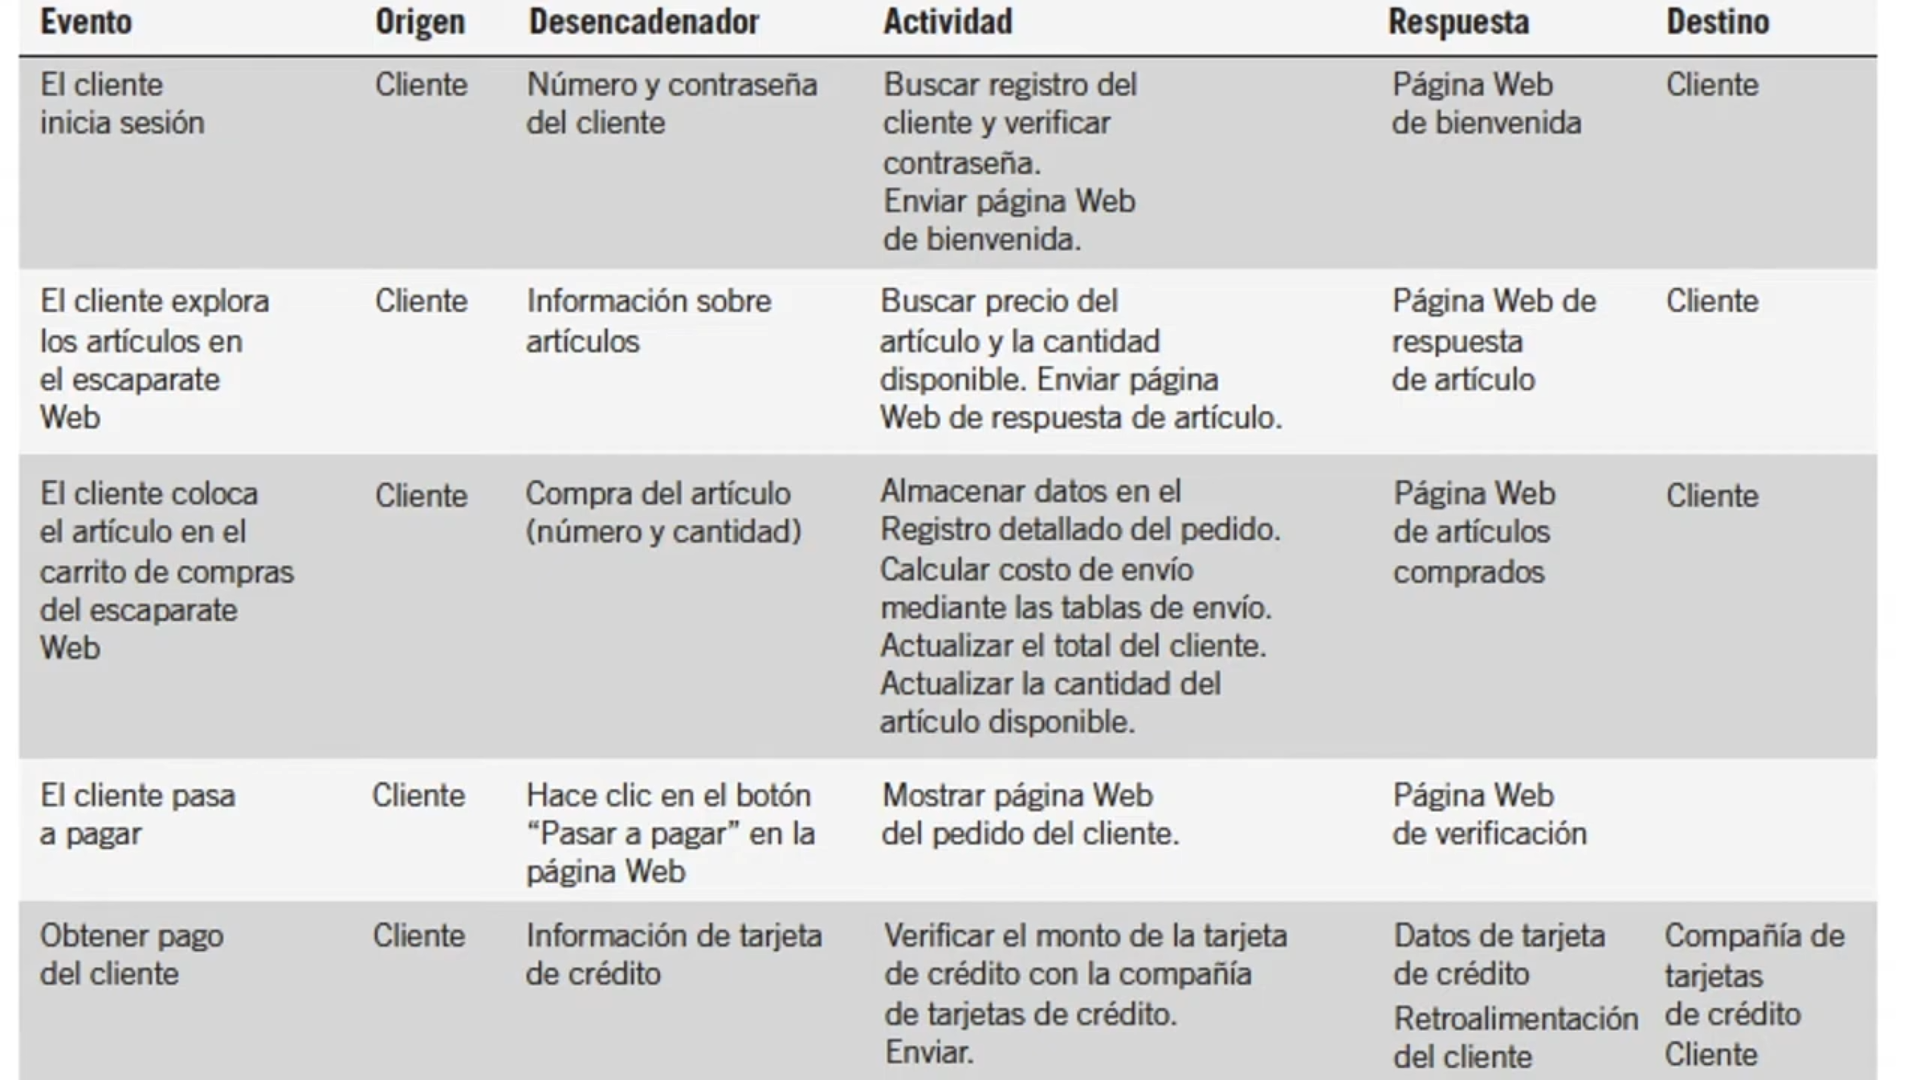 Evento Origen Desencadenador Actividad Respuesta Destino
El cliente
inicia sesión
Cliente
Número y contraseña
del cliente
Buscar registro del
cliente y verificar
contraseña.
Enviar página Web
de bienvenida.
Página Web
de bienvenida
Cliente
El cliente explora
los artículos en
el escaparate
Web
Cliente
Información sobre
artículos
Buscar precio del
artículo y la cantidad
disponible. Enviar página
Web de respuesta de artículo.
Página Web de
respuesta
de artículo
Cliente
El cliente coloca
el artículo en el
carrito de compras
del escaparate
Web
Cliente
Compra del artículo
(número y cantidad)
Almacenar datos en el
Registro detallado del pedido.
Calcular costo de envío
mediante las tablas de envío.
Actualizar el total del cliente.
Actualizar la cantidad del
artículo disponible.
Página Web
de artículos
comprados
Cliente
El cliente pasa
a pagar
Cliente
Hace clic en el botón
“Pasar a pagar” en la
página Web
Mostrar página Web
del pedido del cliente.
Página Web
de verificación
Obtener pago
del cliente
Cliente
Información de tarjeta
de crédito
Verificar el monto de la tarjeta
de crédito con la compañía
de tarjetas de crédito.
Enviar.
Datos de tarjeta
de crédito
Retroalimentación
del cliente
Compañía de
tarjetas
de crédito
Cliente